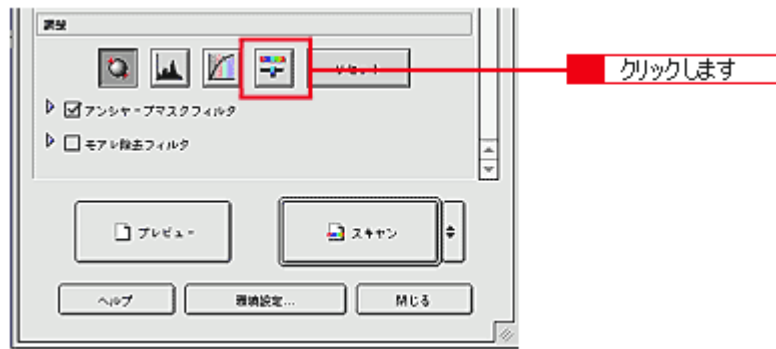 調整
リセット
クリックします
アンシャープマスクフィルタ
モアレ除去フィルタ
プレビュー
スキャン
ヘルプ
環境設定...
閉じる